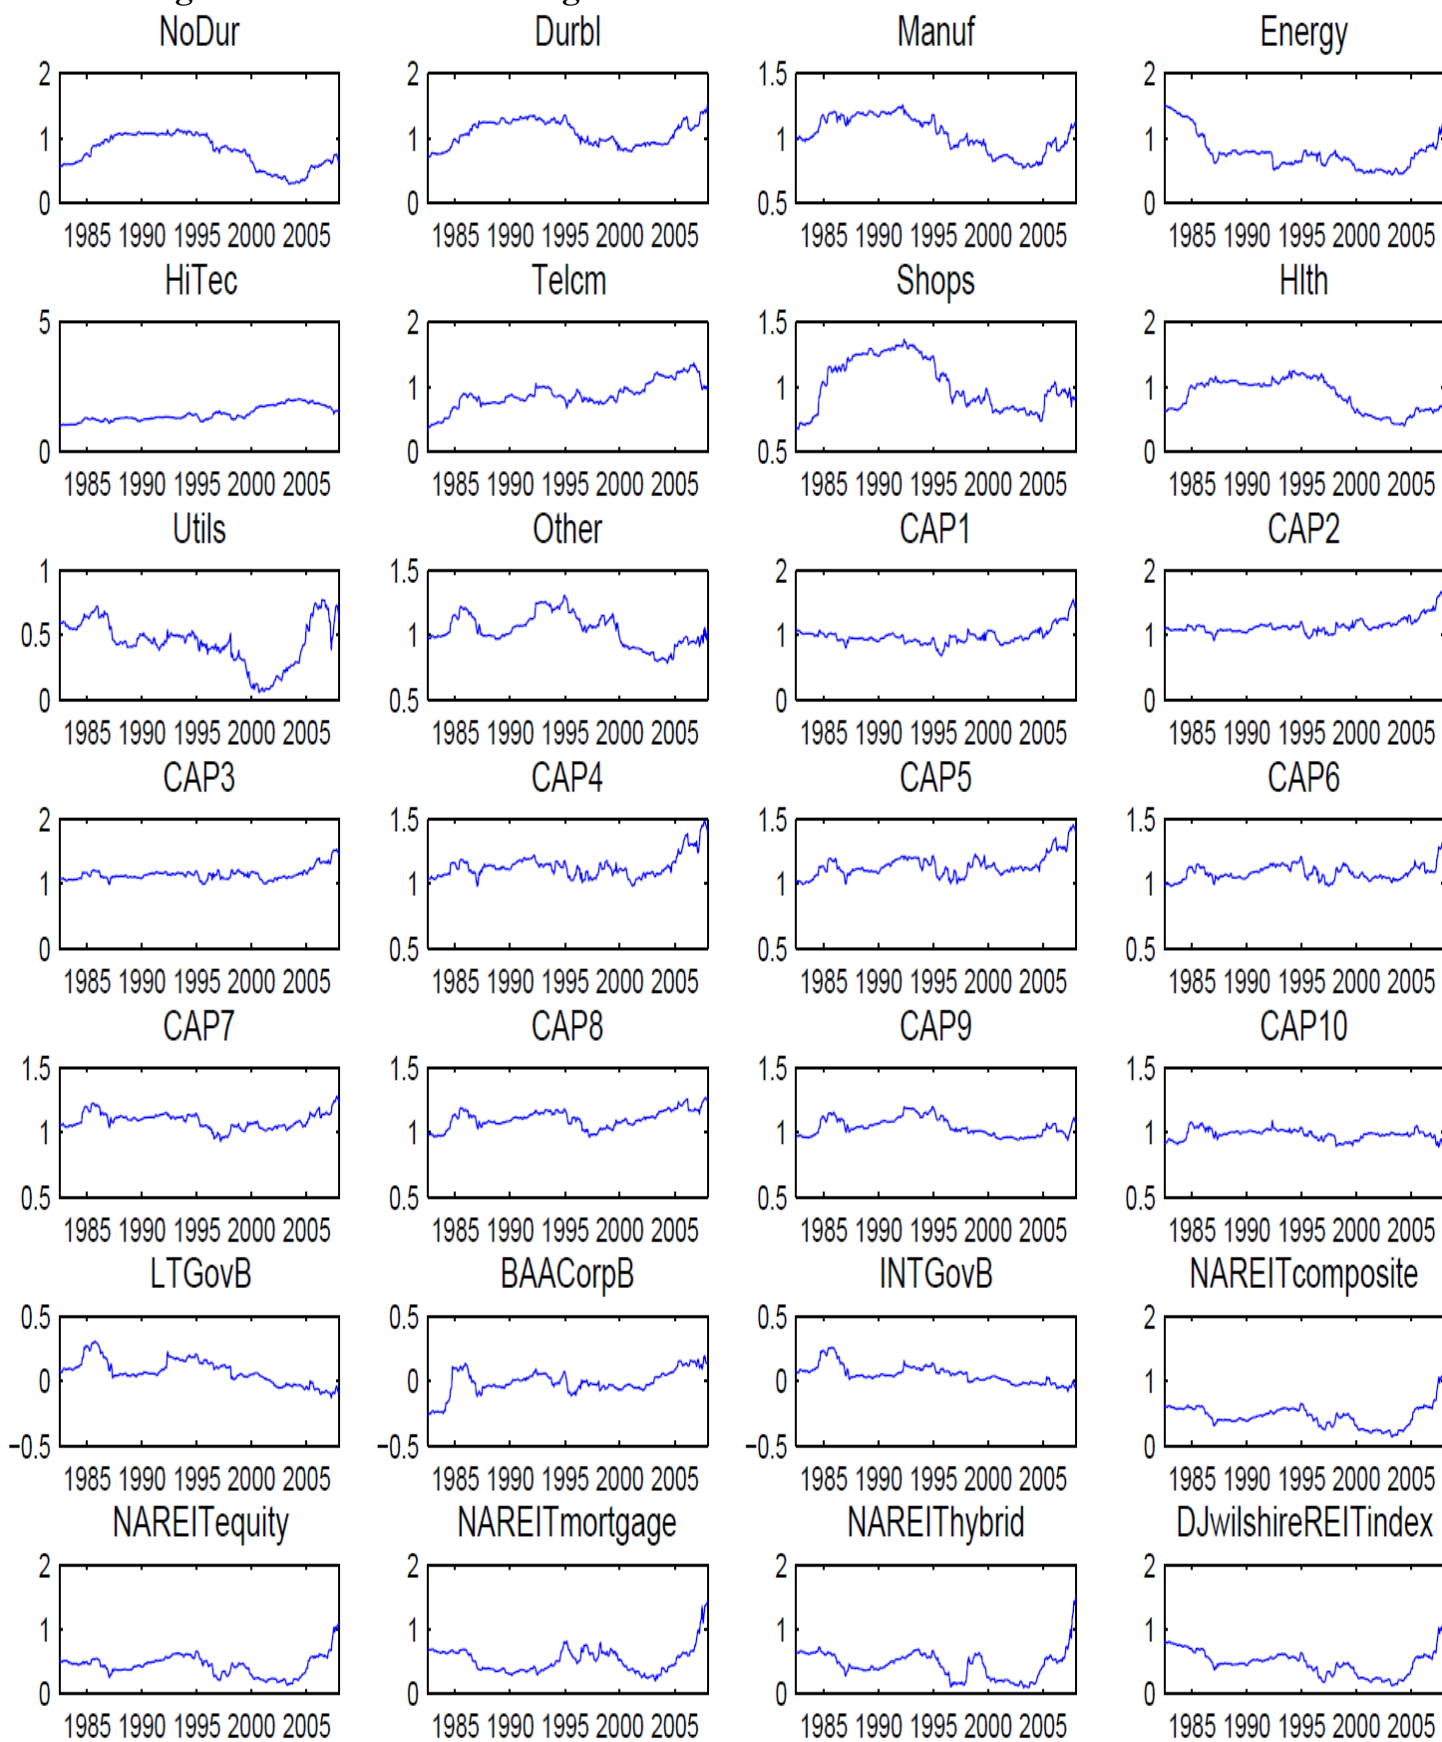 NoDur Durbl Manuf Energy
2 2 1.5 2
1 1 1 1
0 0 0.5 0
1985 1990 1995 2000 2005 1985 1990 1995 2000 2005 1985 1990 1995 2000 2005 1985 1990 1995 2000 2005
HiTec Telcm Shops Hlth
5 2 1.5 2
1 1 1
0 0 0.5 0
1985 1990 1995 2000 2005 1985 1990 1995 2000 2005 1985 1990 1995 2000 2005 1985 1990 1995 2000 2005
Utils Other CAP1 CAP2
1 1.5 2 2
0.5 1 1 1
0 0.5 0 0
1985 1990 1995 2000 2005 1985 1990 1995 2000 2005 1985 1990 1995 2000 2005 1985 1990 1995 2000 2005
CAP3 CAP4 CAP5 CAP6
2 1.5 1.5 1.5
1 1 1 1
0 0.5 0.5 0.5
1985 1990 1995 2000 2005 1985 1990 1995 2000 2005 1985 1990 1995 2000 2005 1985 1990 1995 2000 2005
CAP7 CAP8 CAP9 CAP10
1.5 1.5 1.5 1.5
1 1 1 1
0.5 0.5 0.5 0.5
1985 1990 1995 2000 2005 1985 1990 1995 2000 2005 1985 1990 1995 2000 2005 1985 1990 1995 2000 2005
LTGovB BAACorpB INTGovB NAREITcomposite
0.5 0.5 0.5 2
0 0 0 1
−0.5 −0.5 −0.5 0
1985 1990 1995 2000 2005 1985 1990 1995 2000 2005 1985 1990 1995 2000 2005 1985 1990 1995 2000 2005
NAREITequity NAREITmortgage NAREIThybrid DJwilshireREITindex
2 2 2 2
1 1 1 1
0 0 0 0
1985 1990 1995 2000 2005 1985 1990 1995 2000 2005 1985 1990 1995 2000 2005 1985 1990 1995 2000 2005